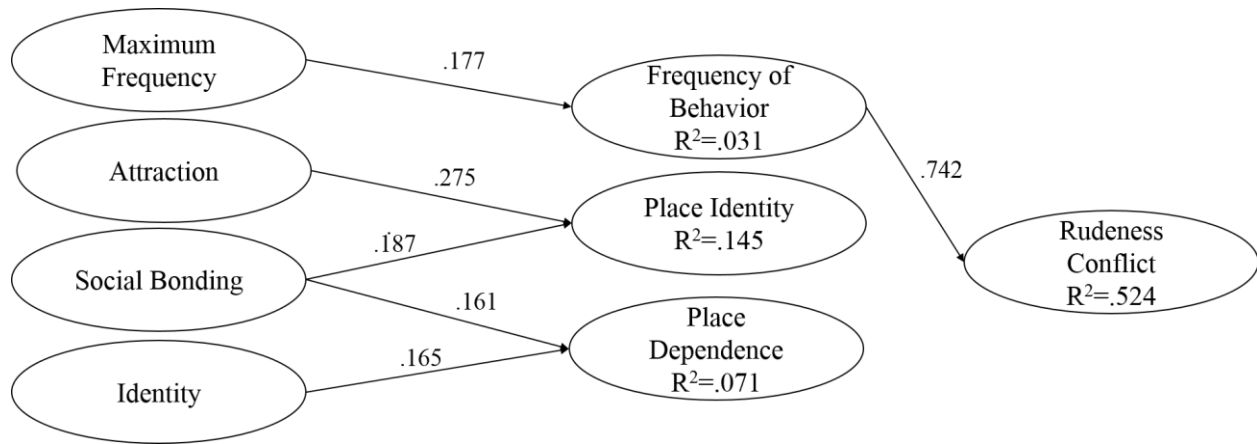 Maximum
Frequency
.177
Frequency of
Behavior
R²=.031
Attraction
.275
.742
Place Identity
R²=.145
.187
Rudeness
Conflict
R²=.524
Social Bonding
.161
Place
Dependence
R²=.071
.165
Identity